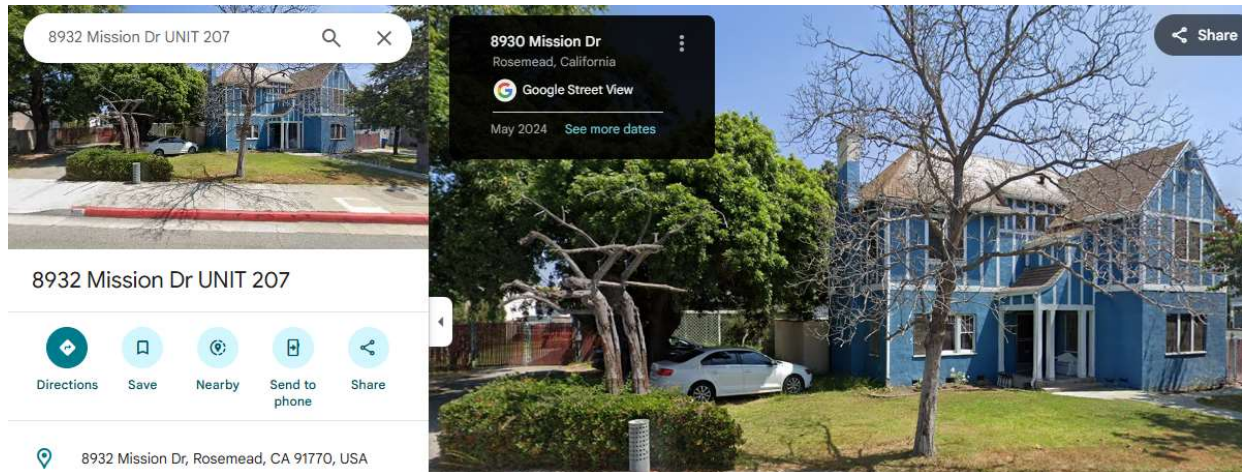 8932 Mission Dr UNIT 207
8932 Mission Dr UNIT 207
Directions
Save
Nearby
Send to
phone
Share
8932 Mission Dr, Rosemead, CA 91770, USA
8930 Mission Dr
Rosemead, California
Google Street View
May 2024 See more dates
Share